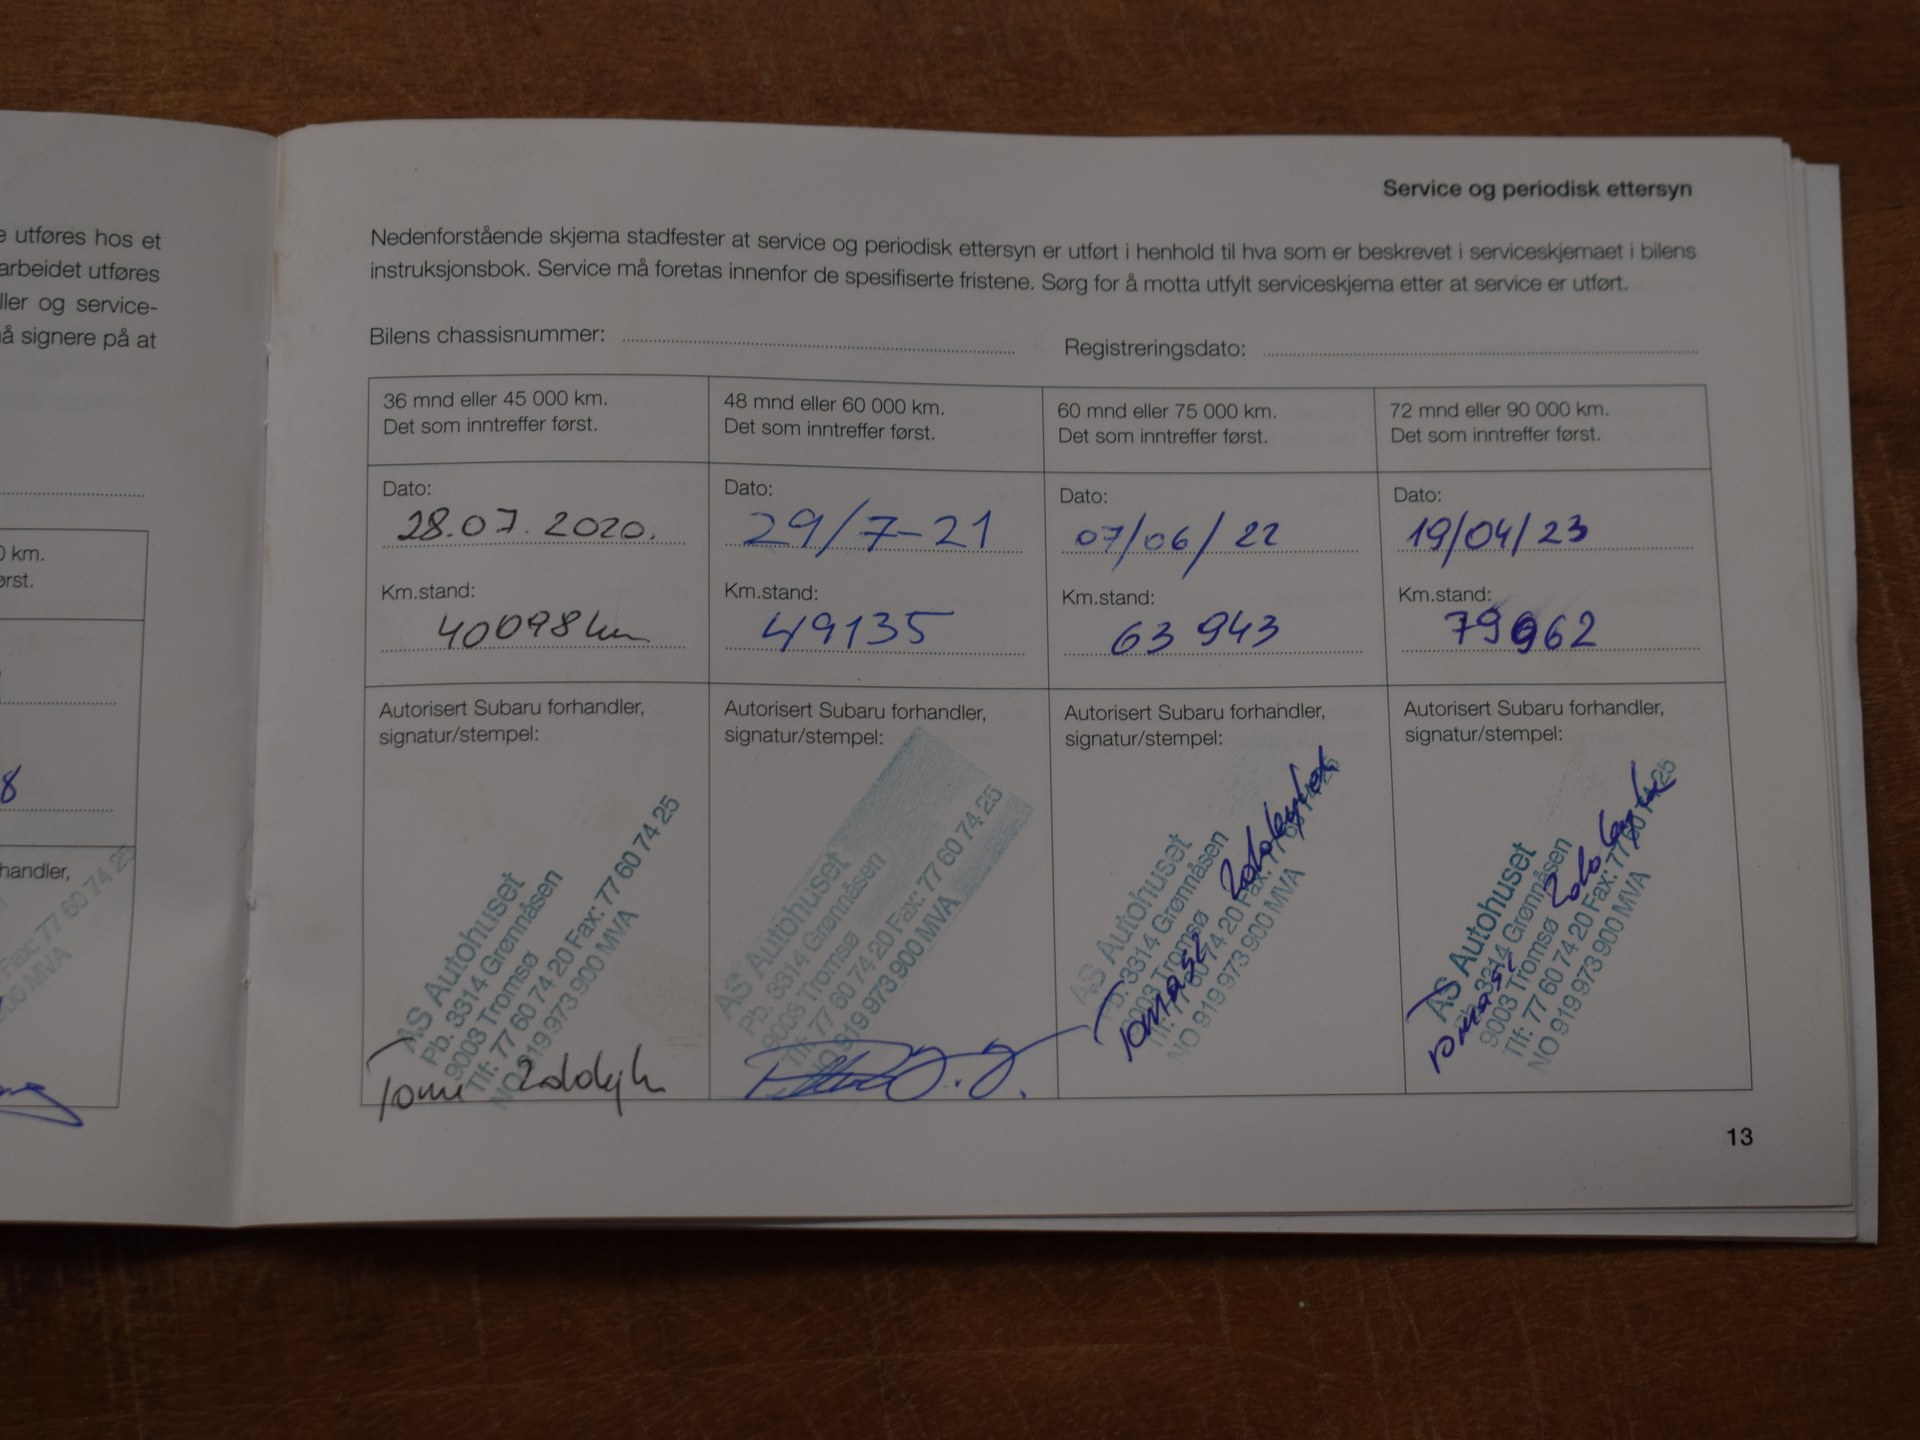 e utføres hos et
arbeidet utføres
ller og service-
å signere på at
0 km.
ørst.
8
handler,
77 60 74 25
Service og periodisk ettersyn
Nedenforstående skjema stadfester at service og periodisk ettersyn er utført i henhold til hva som er beskrevet i serviceskjemaet i bilens
instruksjonsbok. Service må foretas innenfor de spesifiserte fristene. Sørg for å motta utfylt serviceskjema etter at service er utført.
Bilens chassisnummer:
Registreringsdato:
36 mnd eller 45 000 km.
Det som inntreffer først.
Dato:
28.07.2020.
Km.stand:
40098km
Autorisert Subaru forhandler,
signatur/stempel:
AS Autohuset
Pb. 3314 Grønnåsen
9003 Tromsø
Tlf: 77 60 74 20 Fax: 77 60 74 25
NO 919 973 900 MVA
48 mnd eller 60 000 km.
Det som inntreffer først.
Dato:
29/7-21
Km.stand:
49135
Autorisert Subaru forhandler,
signatur/stempel:
AS Autohuset
Pb. 3314 Grønnåsen
9003 Tromsø
Tlf: 77 60 74 20 Fax: 77 60 74 25
NO 919 973 900 MVA
60 mnd eller 75 000 km.
Det som inntreffer først.
Dato:
07/06/22
Km.stand:
63 943
Autorisert Subaru forhandler,
signatur/stempel:
AS Autohuset
Pb. 3314 Grønnåsen
9003 Tromsø
Tlf: 77 60 74 20 Fax: 77 60 74 25
NO 919 973 900 MVA
Tomasz
72 mnd eller 90 000 km.
Det som inntreffer først.
Dato:
19/04/23
Km.stand:
79962
Autorisert Subaru forhandler,
signatur/stempel:
AS Autohuset
Pb. 3314 Grønnåsen
9003 Tromsø
Tlf: 77 60 74 20 Fax: 77 60 74 25
NO 919 973 900 MVA
Tomasz
13